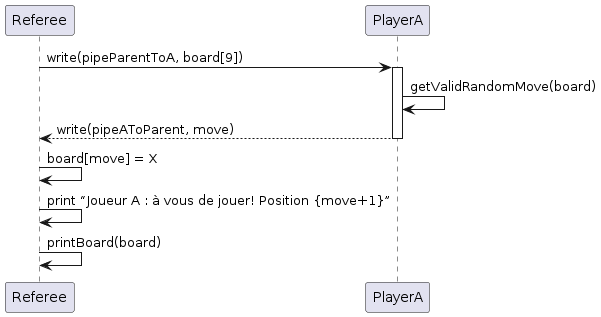 Referee
PlayerA
write(pipeParentToA, board[9])
getValidRandomMove(board)
write(pipeAToParent, move)
board[move] = X
print “Joueur A : à vous de jouer! Position {move+1}”
printBoard(board)
Referee
PlayerA